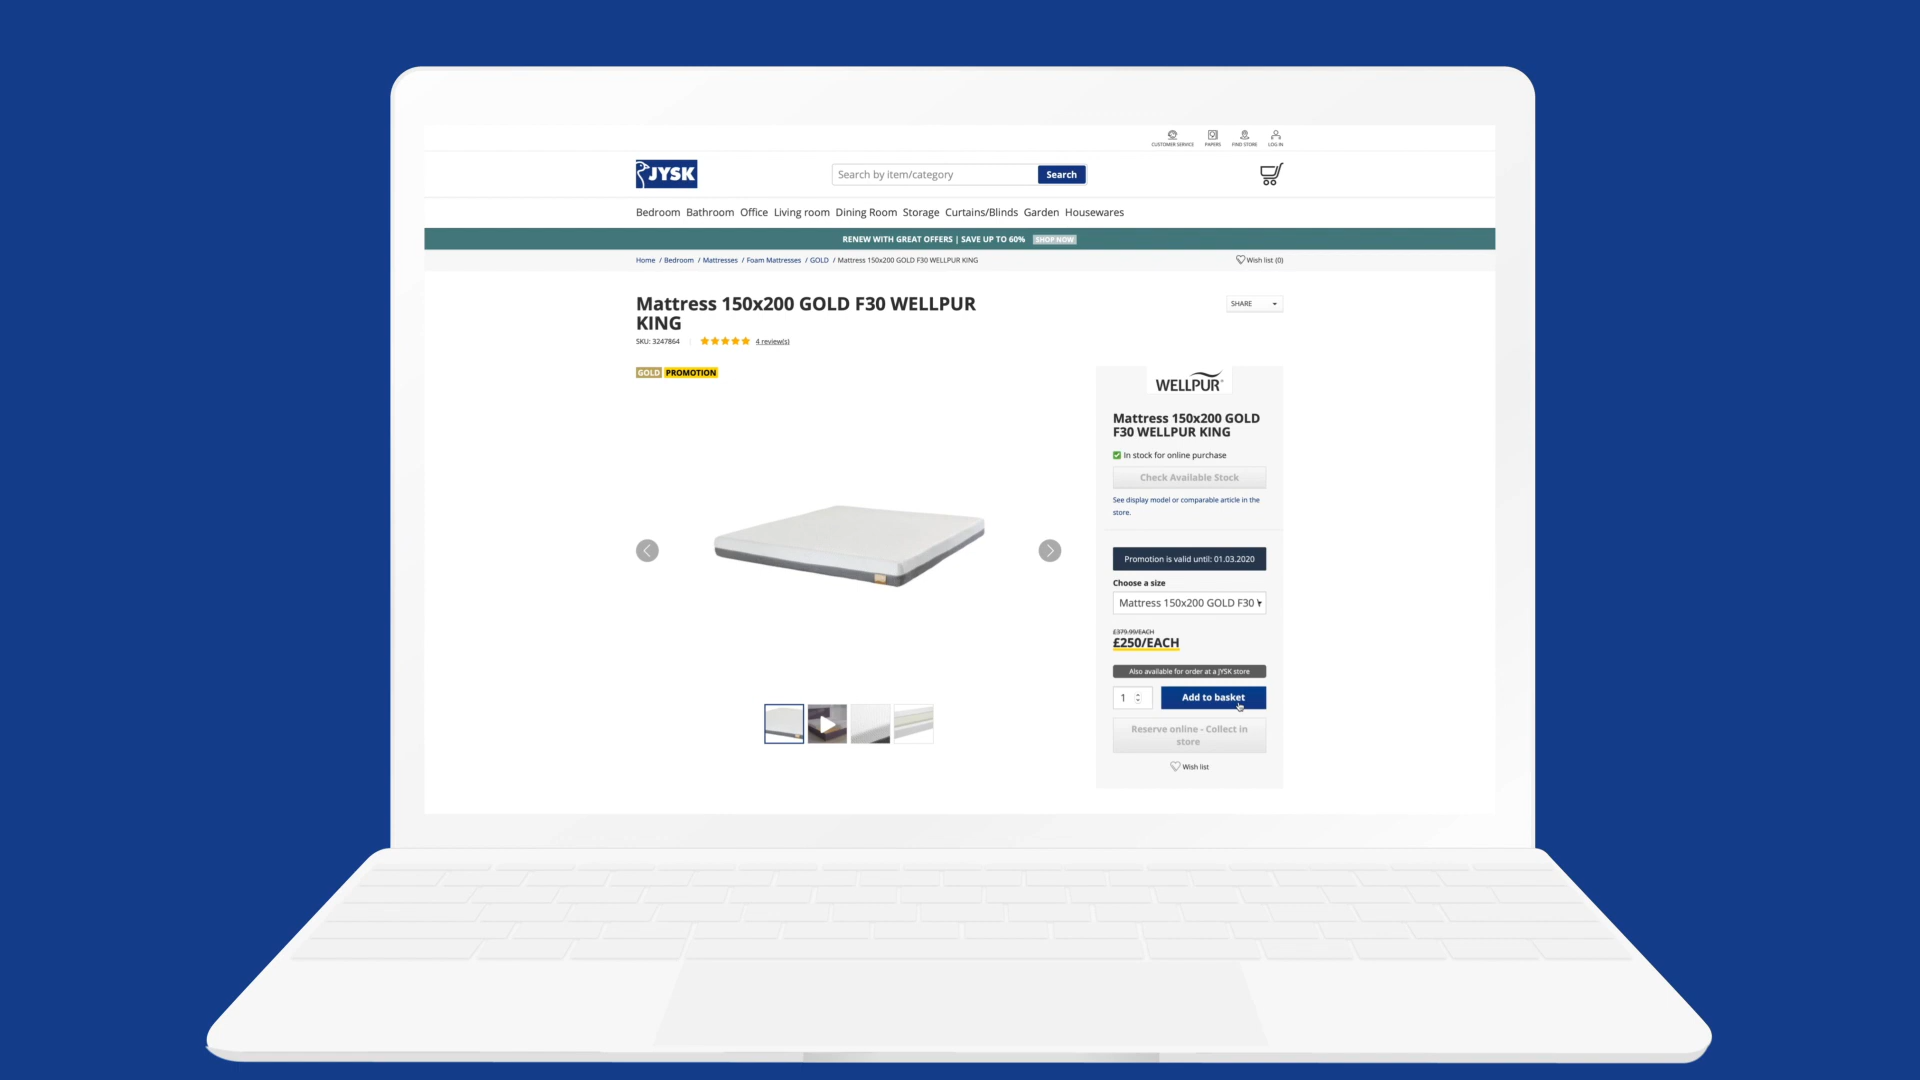 CUSTOMER SERVICE PAPERS FIND STORE LOG IN
JYSK
Search by item/category
Search
Bedroom Bathroom Office Living room Dining Room Storage Curtains/Blinds Garden Housewares
RENEW WITH GREAT OFFERS | SAVE UP TO 60% SHOP NOW
Home / Bedroom / Mattresses / Foam Mattresses / GOLD / Mattress 150x200 GOLD F30 WELLPUR KING
Wish list (0)
Mattress 150x200 GOLD F30 WELLPUR
KING
SHARE
SKU: 3247864 | 4 review(s)
GOLD PROMOTION
WELLPUR®
Mattress 150x200 GOLD
F30 WELLPUR KING
In stock for online purchase
Check Available Stock
See display model or comparable article in the
store.
Promotion is valid until: 01.03.2020
Choose a size
Mattress 150x200 GOLD F30
£379.99/EACH
£250/EACH
Also available for order at a JYSK store
1
Add to basket
Reserve online - Collect in
store
Wish list